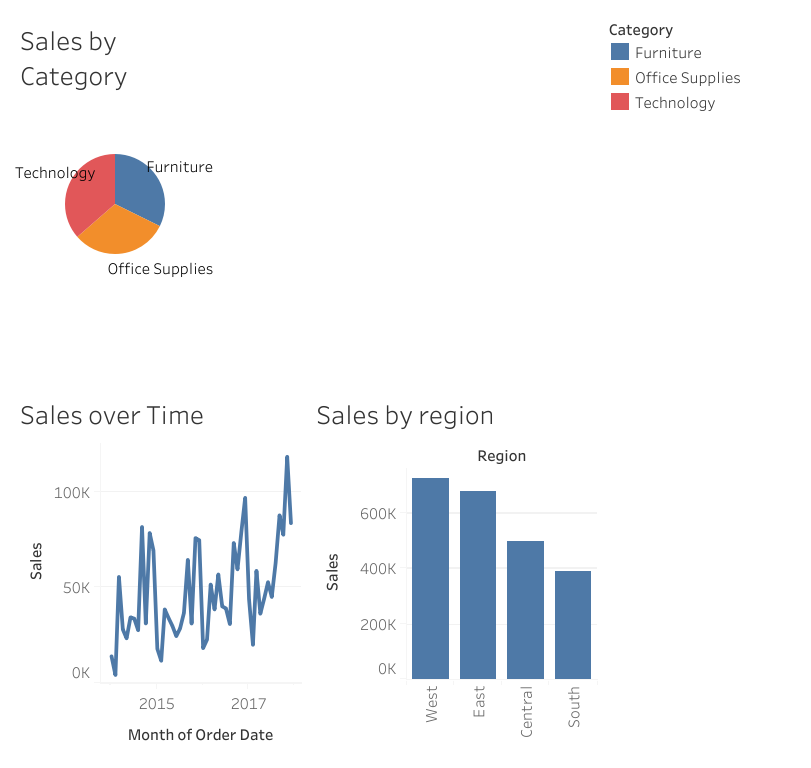 Sales by
Category
Category
Furniture
Office Supplies
Technology
Technology
Furniture
Office Supplies
Sales over Time
100K
50K
0K
Sales
2015
2017
Month of Order Date
Sales by region
Region
600K
400K
200K
0K
Sales
West
East
Central
South